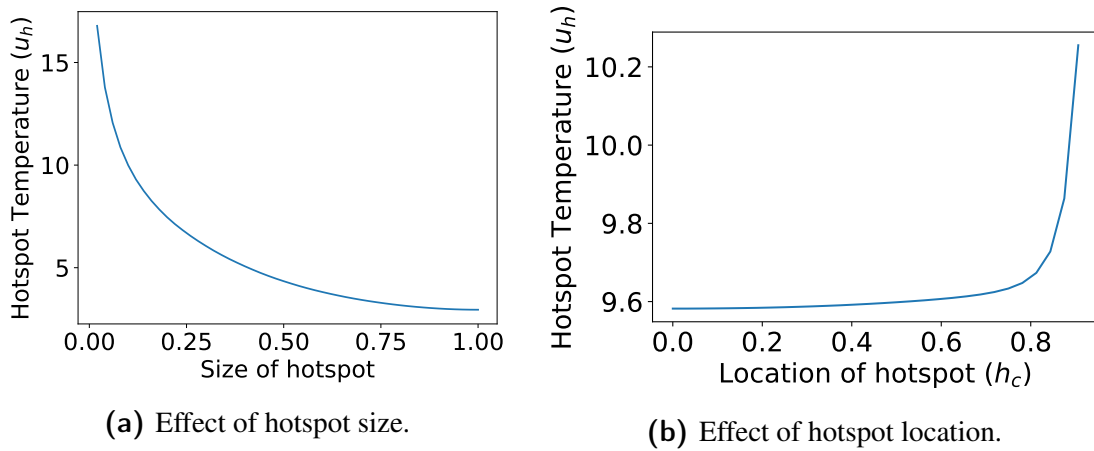 Hotspot Temperature (u_h)
15
10
5
0.00 0.25 0.50 0.75 1.00
Size of hotspot
(a) Effect of hotspot size.
Hotspot Temperature (u_h)
10.2
10.0
9.8
9.6
0.0 0.2 0.4 0.6 0.8
Location of hotspot (h_c)
(b) Effect of hotspot location.